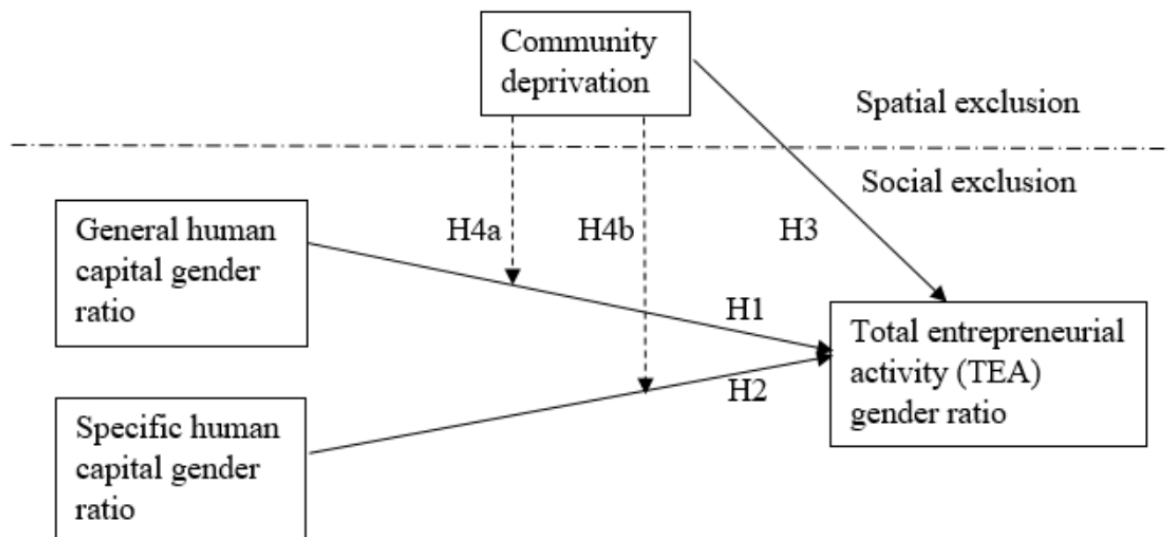 Community
deprivation
Spatial exclusion
Social exclusion
General human
capital gender
ratio
H4a
H4b
H3
H1
Total entrepreneurial
activity (TEA)
gender ratio
H2
Specific human
capital gender
ratio